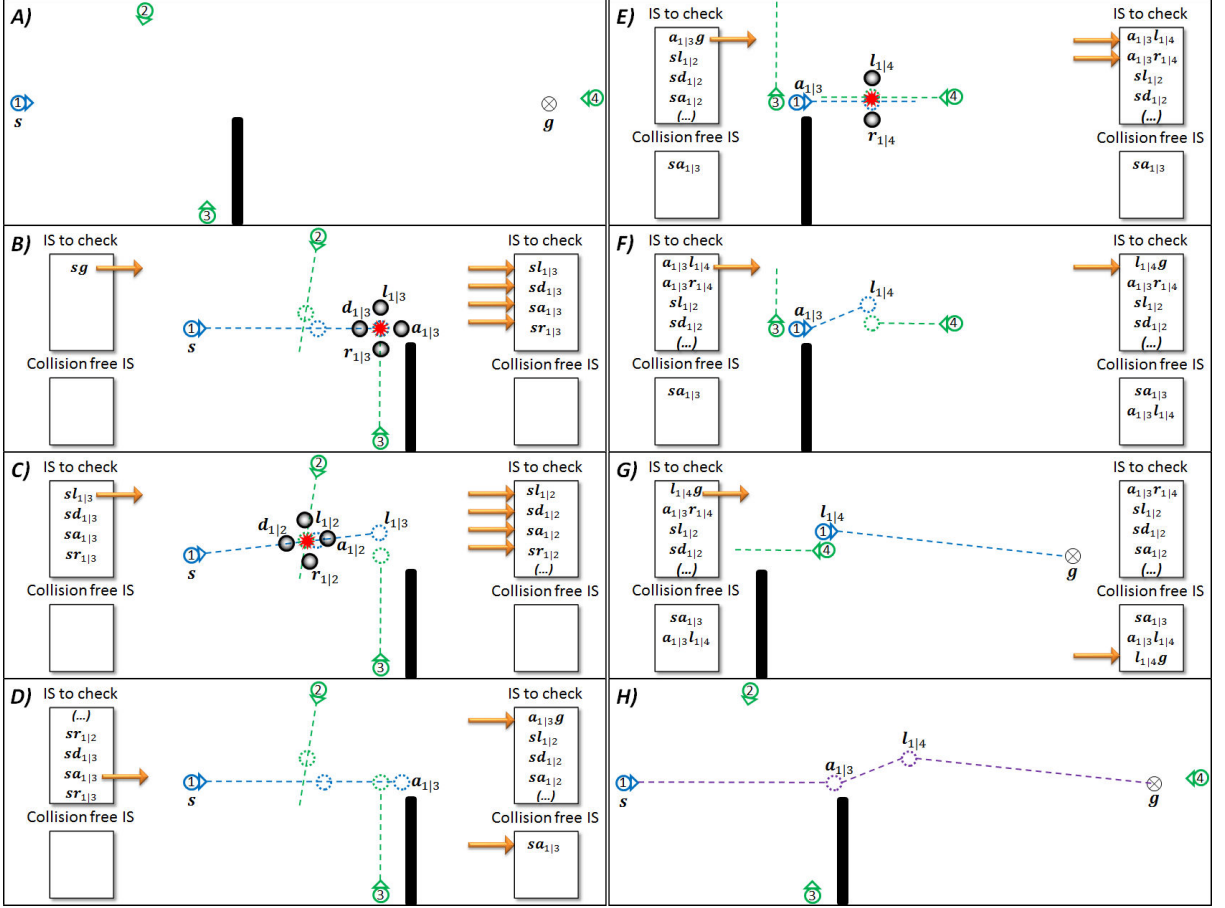 A)
2
1
s
g
4
3
B)
IS to check
sg
Collision free IS
2
1
s
d1|3
l1|3
a1|3
r1|3
3
IS to check
sl1|3
sd1|3
sa1|3
sr1|3
Collision free IS
C)
IS to check
sl1|3
sd1|3
sa1|3
sr1|3
Collision free IS
2
1
s
d1|2
l1|2
l1|3
a1|2
r1|2
3
IS to check
sl1|2
sd1|2
sa1|2
sr1|2
(...)
Collision free IS
D)
IS to check
(...)
sr1|2
sd1|3
sa1|3
sr1|3
Collision free IS
2
1
s
a1|3
3
IS to check
a1|3g
sl1|2
sd1|2
sa1|2
(...)
Collision free IS
sa1|3
E)
IS to check
a1|3g
sl1|2
sd1|2
sa1|2
(...)
Collision free IS
sa1|3
a1|3
l1|4
3
1
4
r1|4
IS to check
a1|3l1|4
a1|3r1|4
sl1|2
sd1|2
(...)
Collision free IS
sa1|3
F)
IS to check
a1|3l1|4
a1|3r1|4
sl1|2
sd1|2
(...)
Collision free IS
sa1|3
a1|3
l1|4
3
1
4
IS to check
l1|4g
a1|3r1|4
sl1|2
sd1|2
(...)
Collision free IS
sa1|3
a1|3l1|4
G)
IS to check
l1|4g
a1|3r1|4
sl1|2
sd1|2
(...)
Collision free IS
sa1|3
a1|3l1|4
l1|4
1
4
g
IS to check
a1|3r1|4
sl1|2
sd1|2
sa1|2
(...)
Collision free IS
sa1|3
a1|3l1|4
l1|4g
H)
2
l1|4
a1|3
1
s
g
4
3